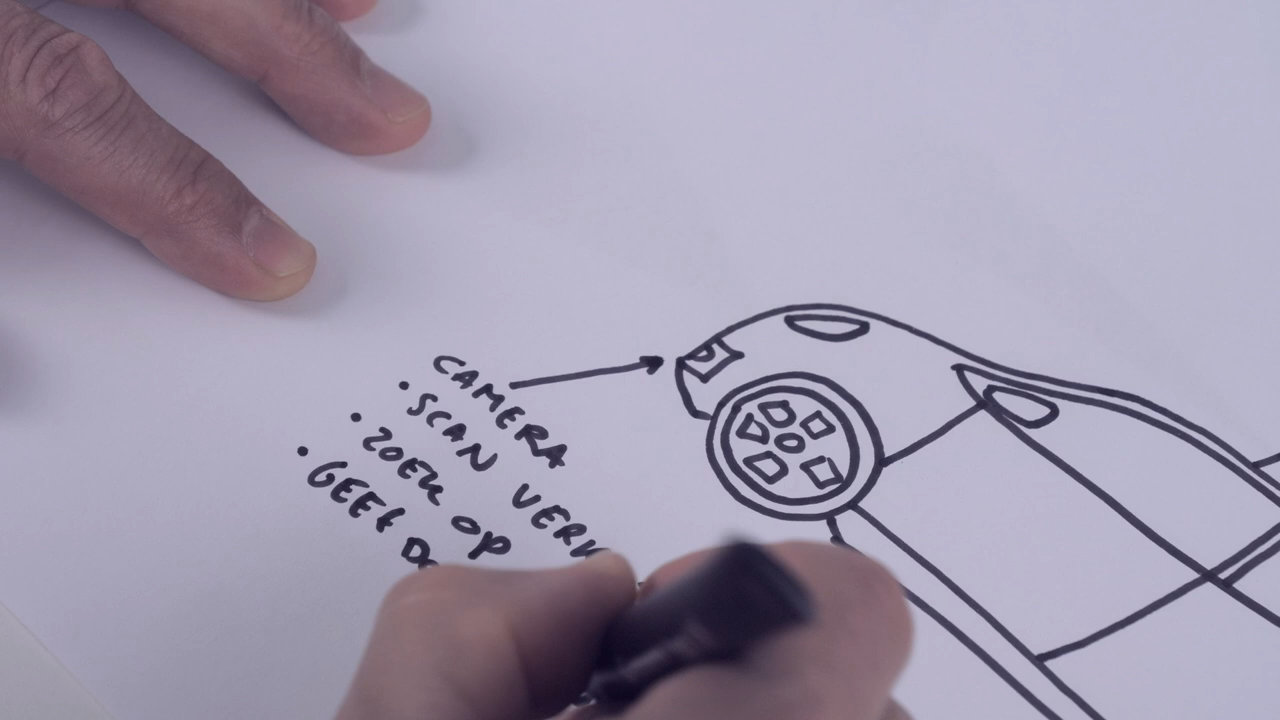 CAMERA
• SCAN
• ZOEK OP
• GEEF